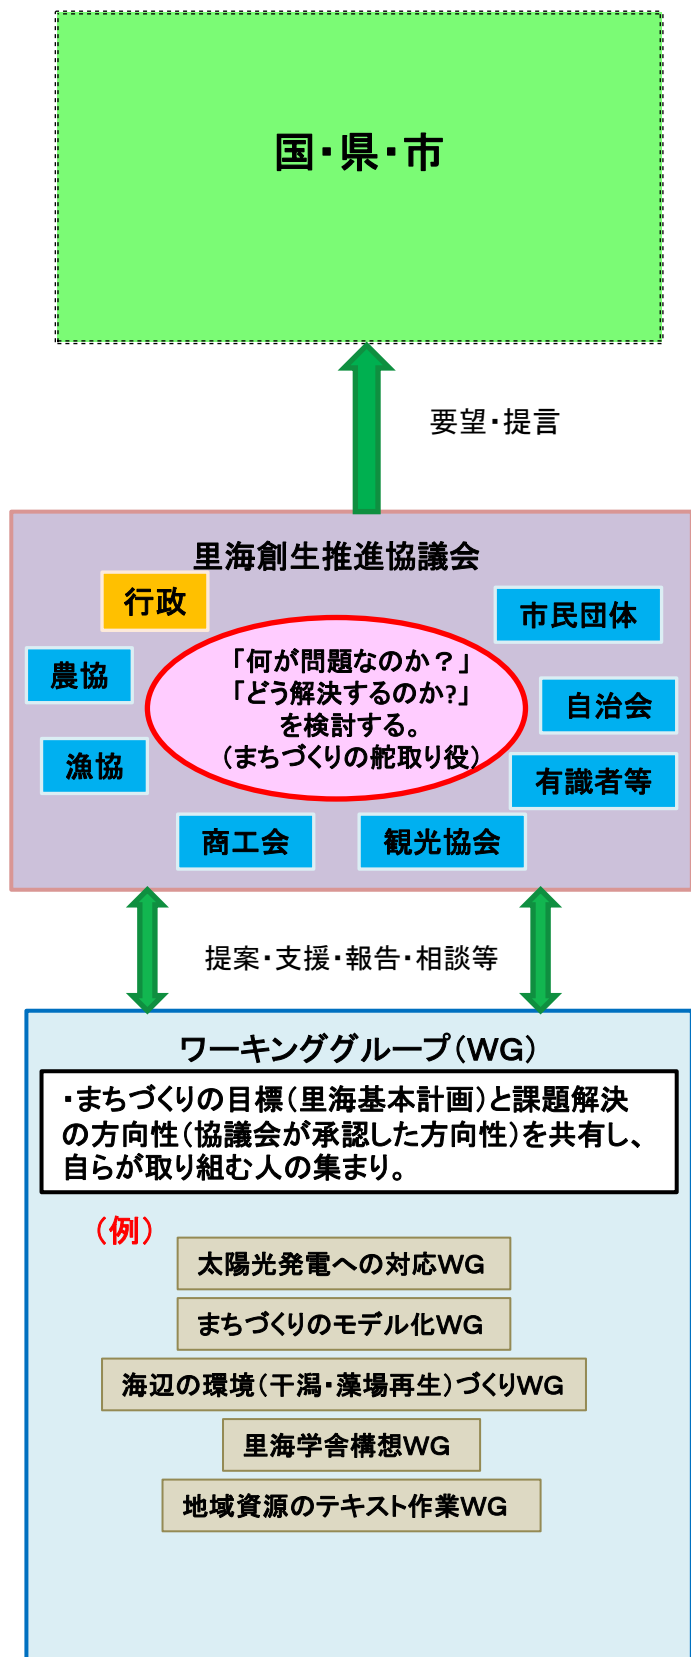 国・県・市
要望・提言
里海創生推進協議会
行政
市民団体
農協
自治会
漁協
有識者等
商工会
観光協会
「何が問題なのか？」
「どう解決するのか?」
を検討する。
（まちづくりの舵取り役）
提案・支援・報告・相談等
ワーキンググループ（WG）
・まちづくりの目標（里海基本計画）と課題解決
の方向性（協議会が承認した方向性）を共有し、
自らが取り組む人の集まり。
（例）
太陽光発電への対応WG
まちづくりのモデル化WG
海辺の環境（干潟・藻場再生）づくりWG
里海学舎構想WG
地域資源のテキスト作業WG